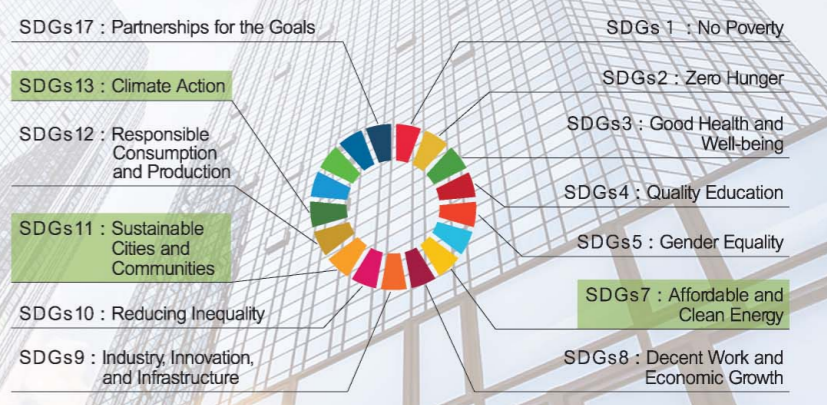 SDGs17 : Partnerships for the Goals
SDGs13 : Climate Action
SDGs12 : Responsible
Consumption
and Production
SDGs11 : Sustainable
Cities and
Communities
SDGs10 : Reducing Inequality
SDGs9 : Industry, Innovation,
and Infrastructure
SDGs 1 : No Poverty
SDGs2 : Zero Hunger
SDGs3 : Good Health and
Well-being
SDGs4 : Quality Education
SDGs5 : Gender Equality
SDGs7 : Affordable and
Clean Energy
SDGs8 : Decent Work and
Economic Growth